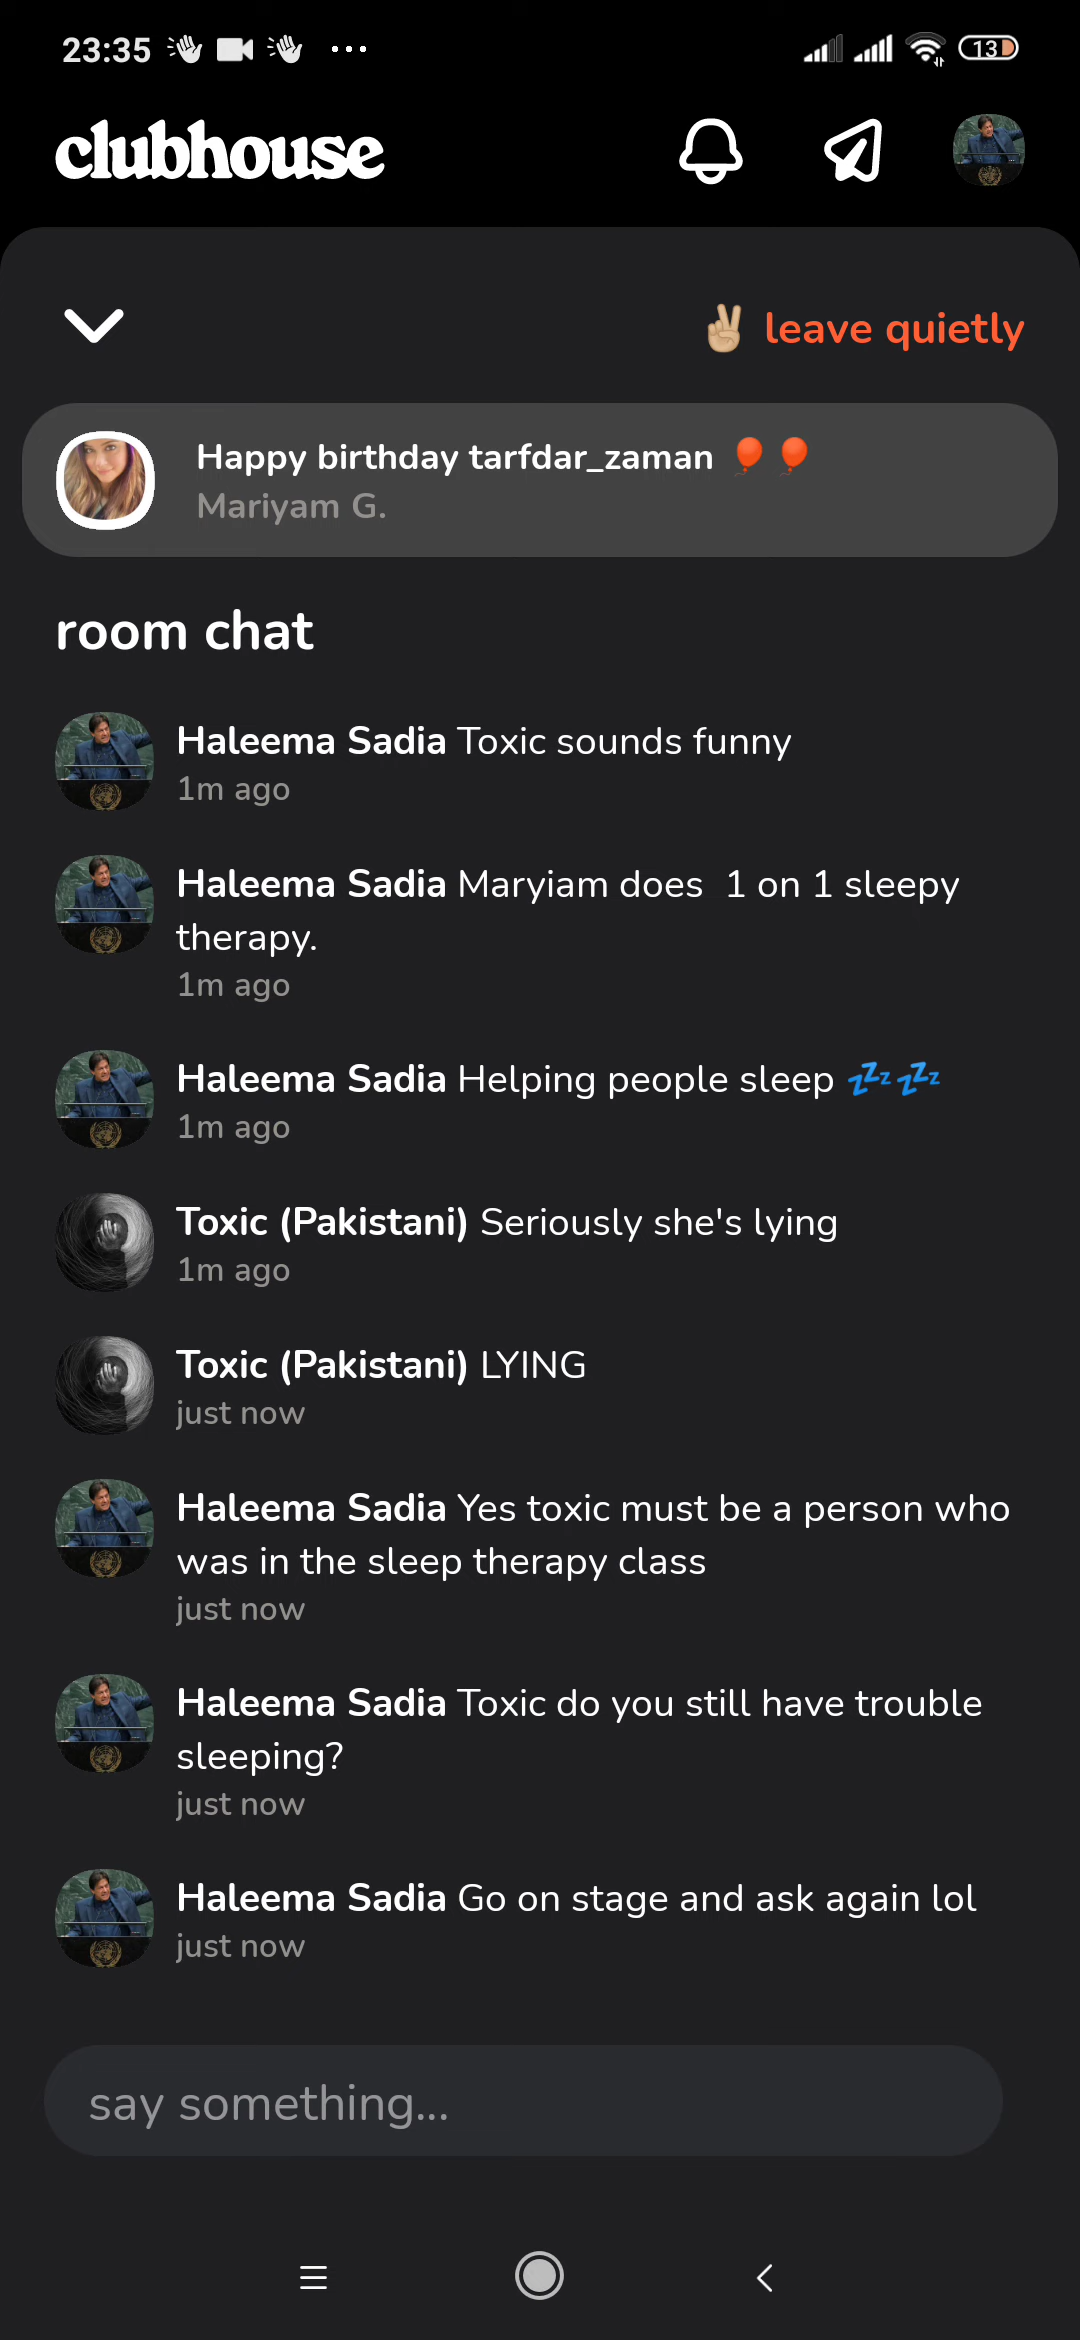 23:35
13
clubhouse
✌🏼 leave quietly
Happy birthday tarfdar_zaman 🎈🎈
Mariyam G.
room chat
Haleema Sadia Toxic sounds funny
1m ago
Haleema Sadia Maryiam does  1 on 1 sleepy
therapy.
1m ago
Haleema Sadia Helping people sleep 💤💤
1m ago
Toxic (Pakistani) Seriously she's lying
1m ago
Toxic (Pakistani) LYING
just now
Haleema Sadia Yes toxic must be a person who
was in the sleep therapy class
just now
Haleema Sadia Toxic do you still have trouble
sleeping?
just now
Haleema Sadia Go on stage and ask again lol
just now
say something...